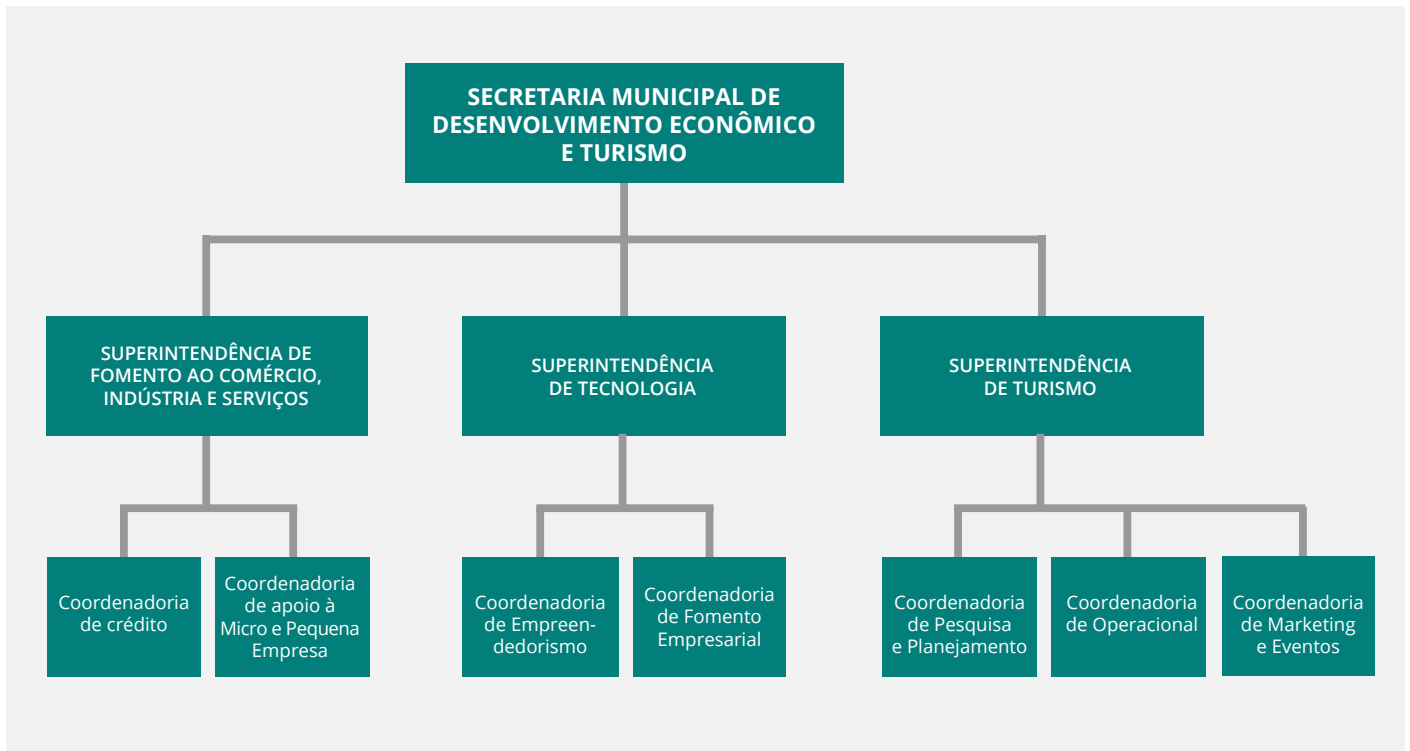 SECRETARIA MUNICIPAL DE
DESENVOLVIMENTO ECONÔMICO
E TURISMO
SUPERINTENDÊNCIA DE
FOMENTO AO COMÉRCIO,
INDÚSTRIA E SERVIÇOS
SUPERINTENDÊNCIA
DE TECNOLOGIA
SUPERINTENDÊNCIA
DE TURISMO
Coordenadoria
de crédito
Coordenadoria
de apoio à
Micro e Pequena
Empresa
Coordenadoria
de Empreen-
dedorismo
Coordenadoria
de Fomento
Empresarial
Coordenadoria
de Pesquisa
e Planejamento
Coordenadoria
de Operacional
Coordenadoria
de Marketing
e Eventos